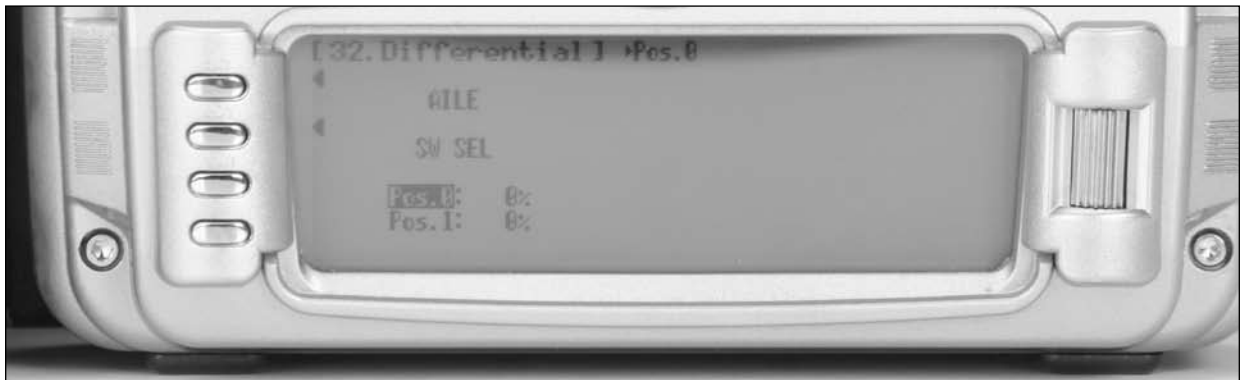 [32.Differential] ▸Pos.0
AILE
SW SEL
Pos.0: 0%
Pos.1: 0%